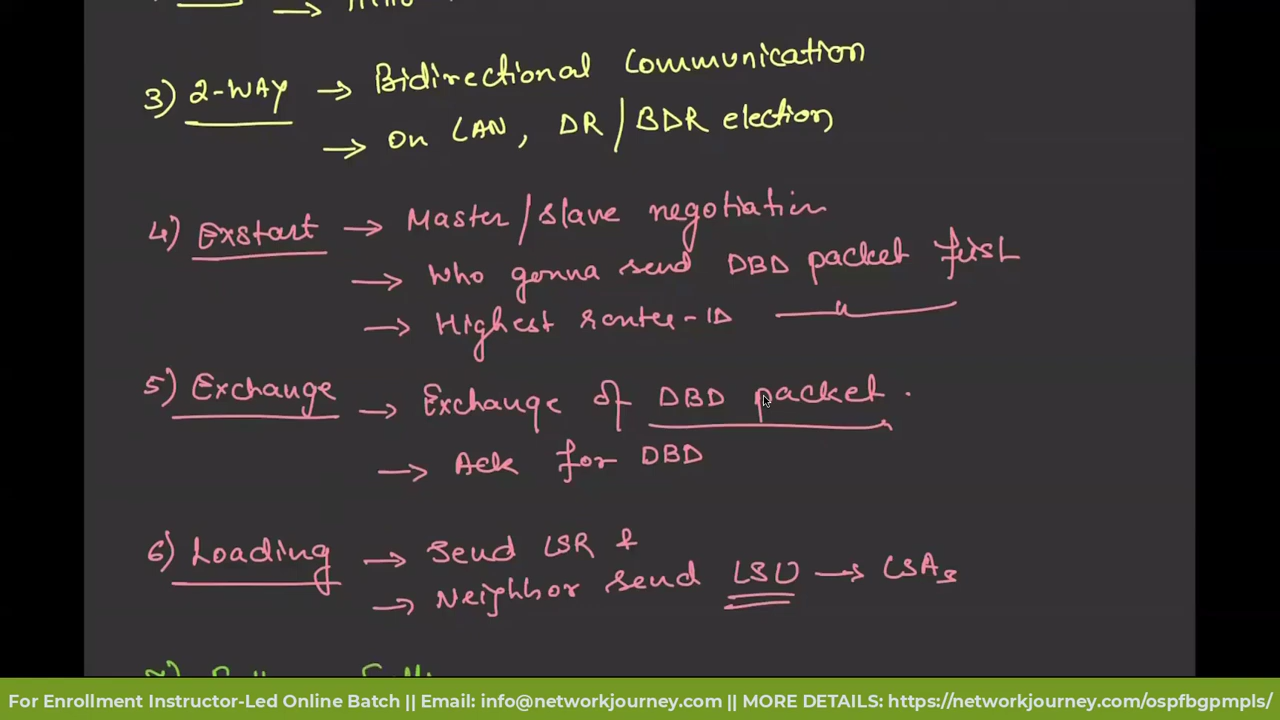 →
3) 2-WAY → Bidirectional Communication
→ On LAN, DR/BDR election
4) Exstart → Master/slave negotiation
→ Who gonna send DBD packet first
→ Highest router-ID
5) Exchange → Exchange of DBD packet.
→ Ack for DBD
6) Loading → Send LSR &
→ Neighbor send LSU → LSAs
7)
For Enrollment Instructor-Led Online Batch || Email: info@networkjourney.com || MORE DETAILS: https://networkjourney.com/ospfbgpmpls/